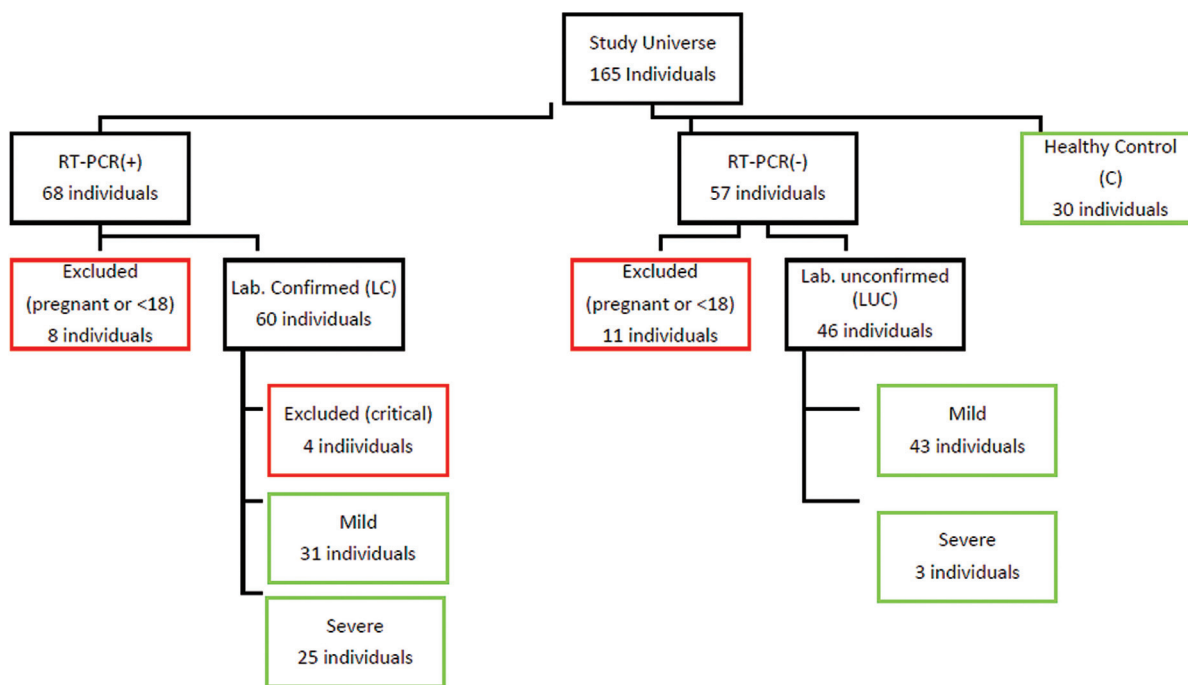 Study Universe
165 Individuals
RT-PCR(+)
68 individuals
RT-PCR(-)
57 individuals
Healthy Control
(C)
30 individuals
Excluded
(pregnant or <18)
8 individuals
Lab. Confirmed (LC)
60 individuals
Excluded
(pregnant or <18)
11 individuals
Lab. unconfirmed
(LUC)
46 individuals
Excluded (critical)
4 indiividuals
Mild
31 individuals
Severe
25 individuals
Mild
43 individuals
Severe
3 individuals